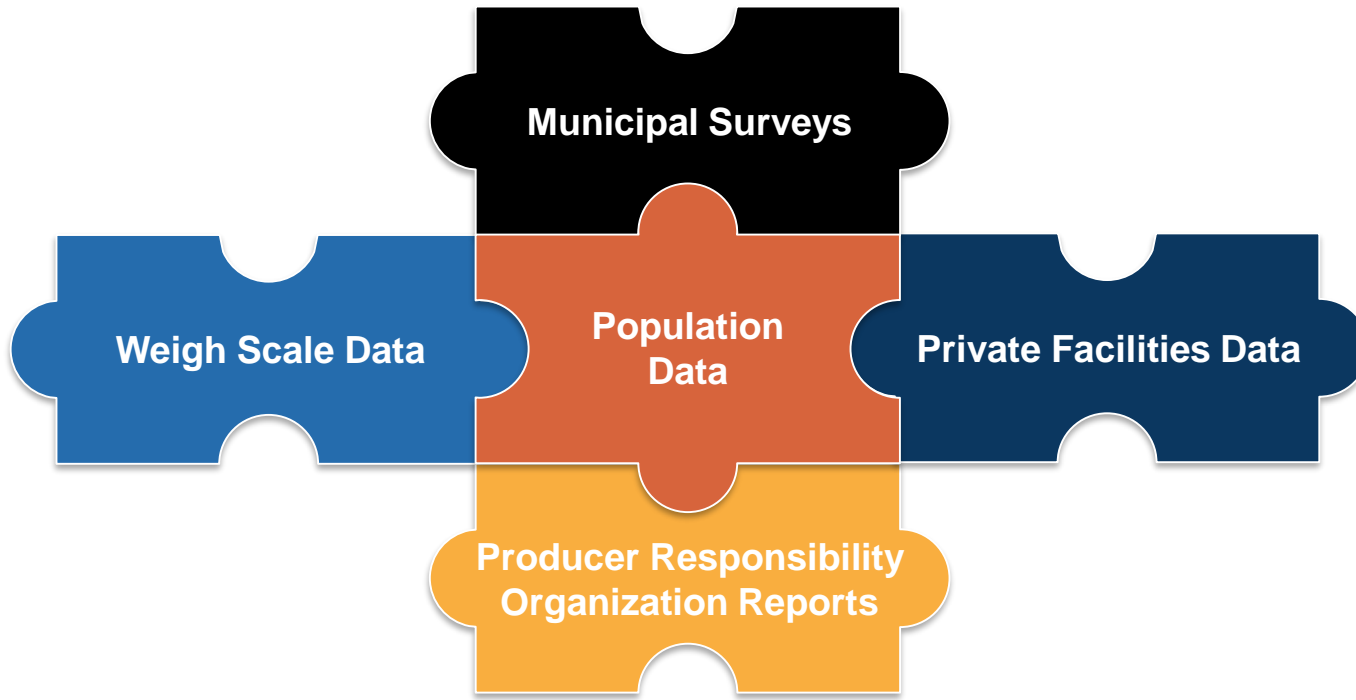 Municipal Surveys
Weigh Scale Data
Population
Data
Private Facilities Data
Producer Responsibility
Organization Reports